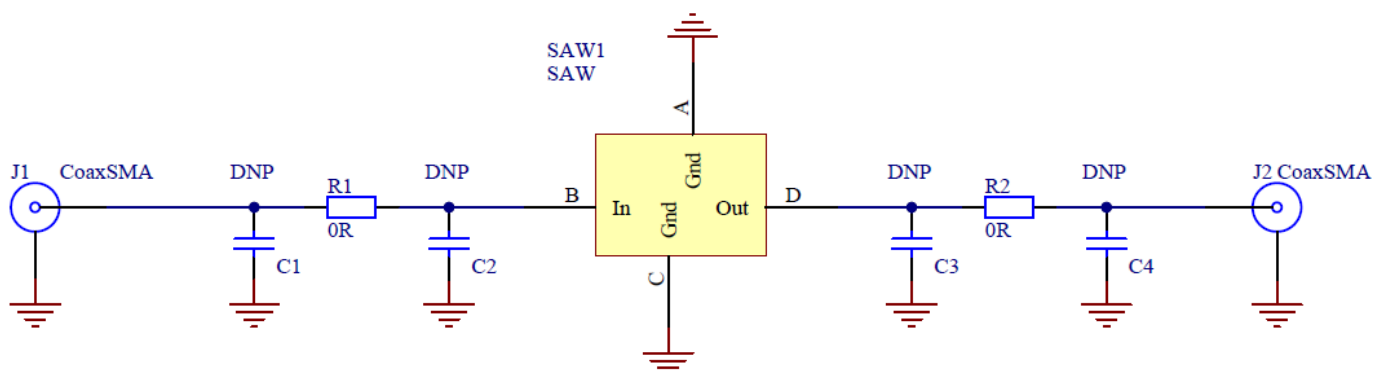 SAW1
SAW
A
J1 CoaxSMA
DNP
R1
DNP
B
In
Gnd
Gnd
Out
D
DNP
R2
DNP
J2 CoaxSMA
0R
0R
C1
C2
C
C3
C4